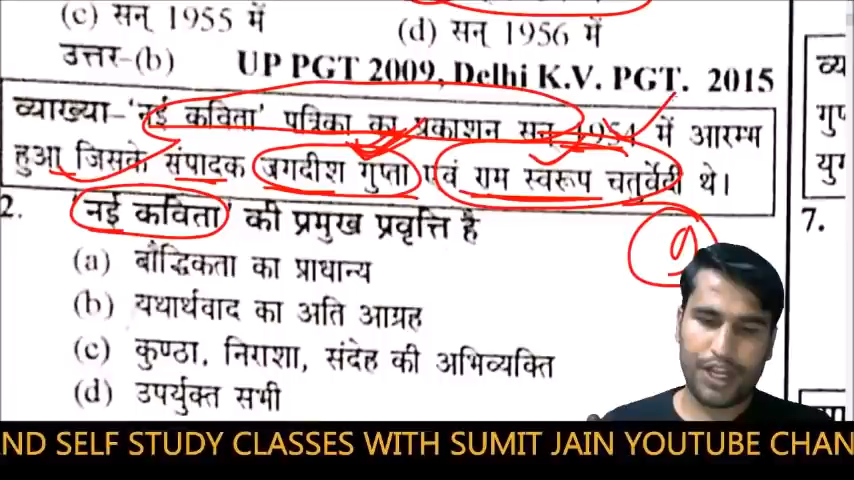 (c) सन् 1955 में
(d) सन् 1956 में
उत्तर-(b) UP PGT 2009, Delhi K.V. PGT. 2015
व्याख्या-'नई कविता' पत्रिका का प्रकाशन सन् 1954 में आरम्भ
हुआ जिसके संपादक जगदीश गुप्ता एवं राम स्वरूप चतुर्वेदी थे।
2. 'नई कविता' की प्रमुख प्रवृत्ति है
(a) बौद्धिकता का प्राधान्य
(b) यथार्थवाद का अति आग्रह
(c) कुण्ठा, निराशा, संदेह की अभिव्यक्ति
(d) उपर्युक्त सभी
9
व्य
गुप
युग
7.
ND SELF STUDY CLASSES WITH SUMIT JAIN YOUTUBE CHAN